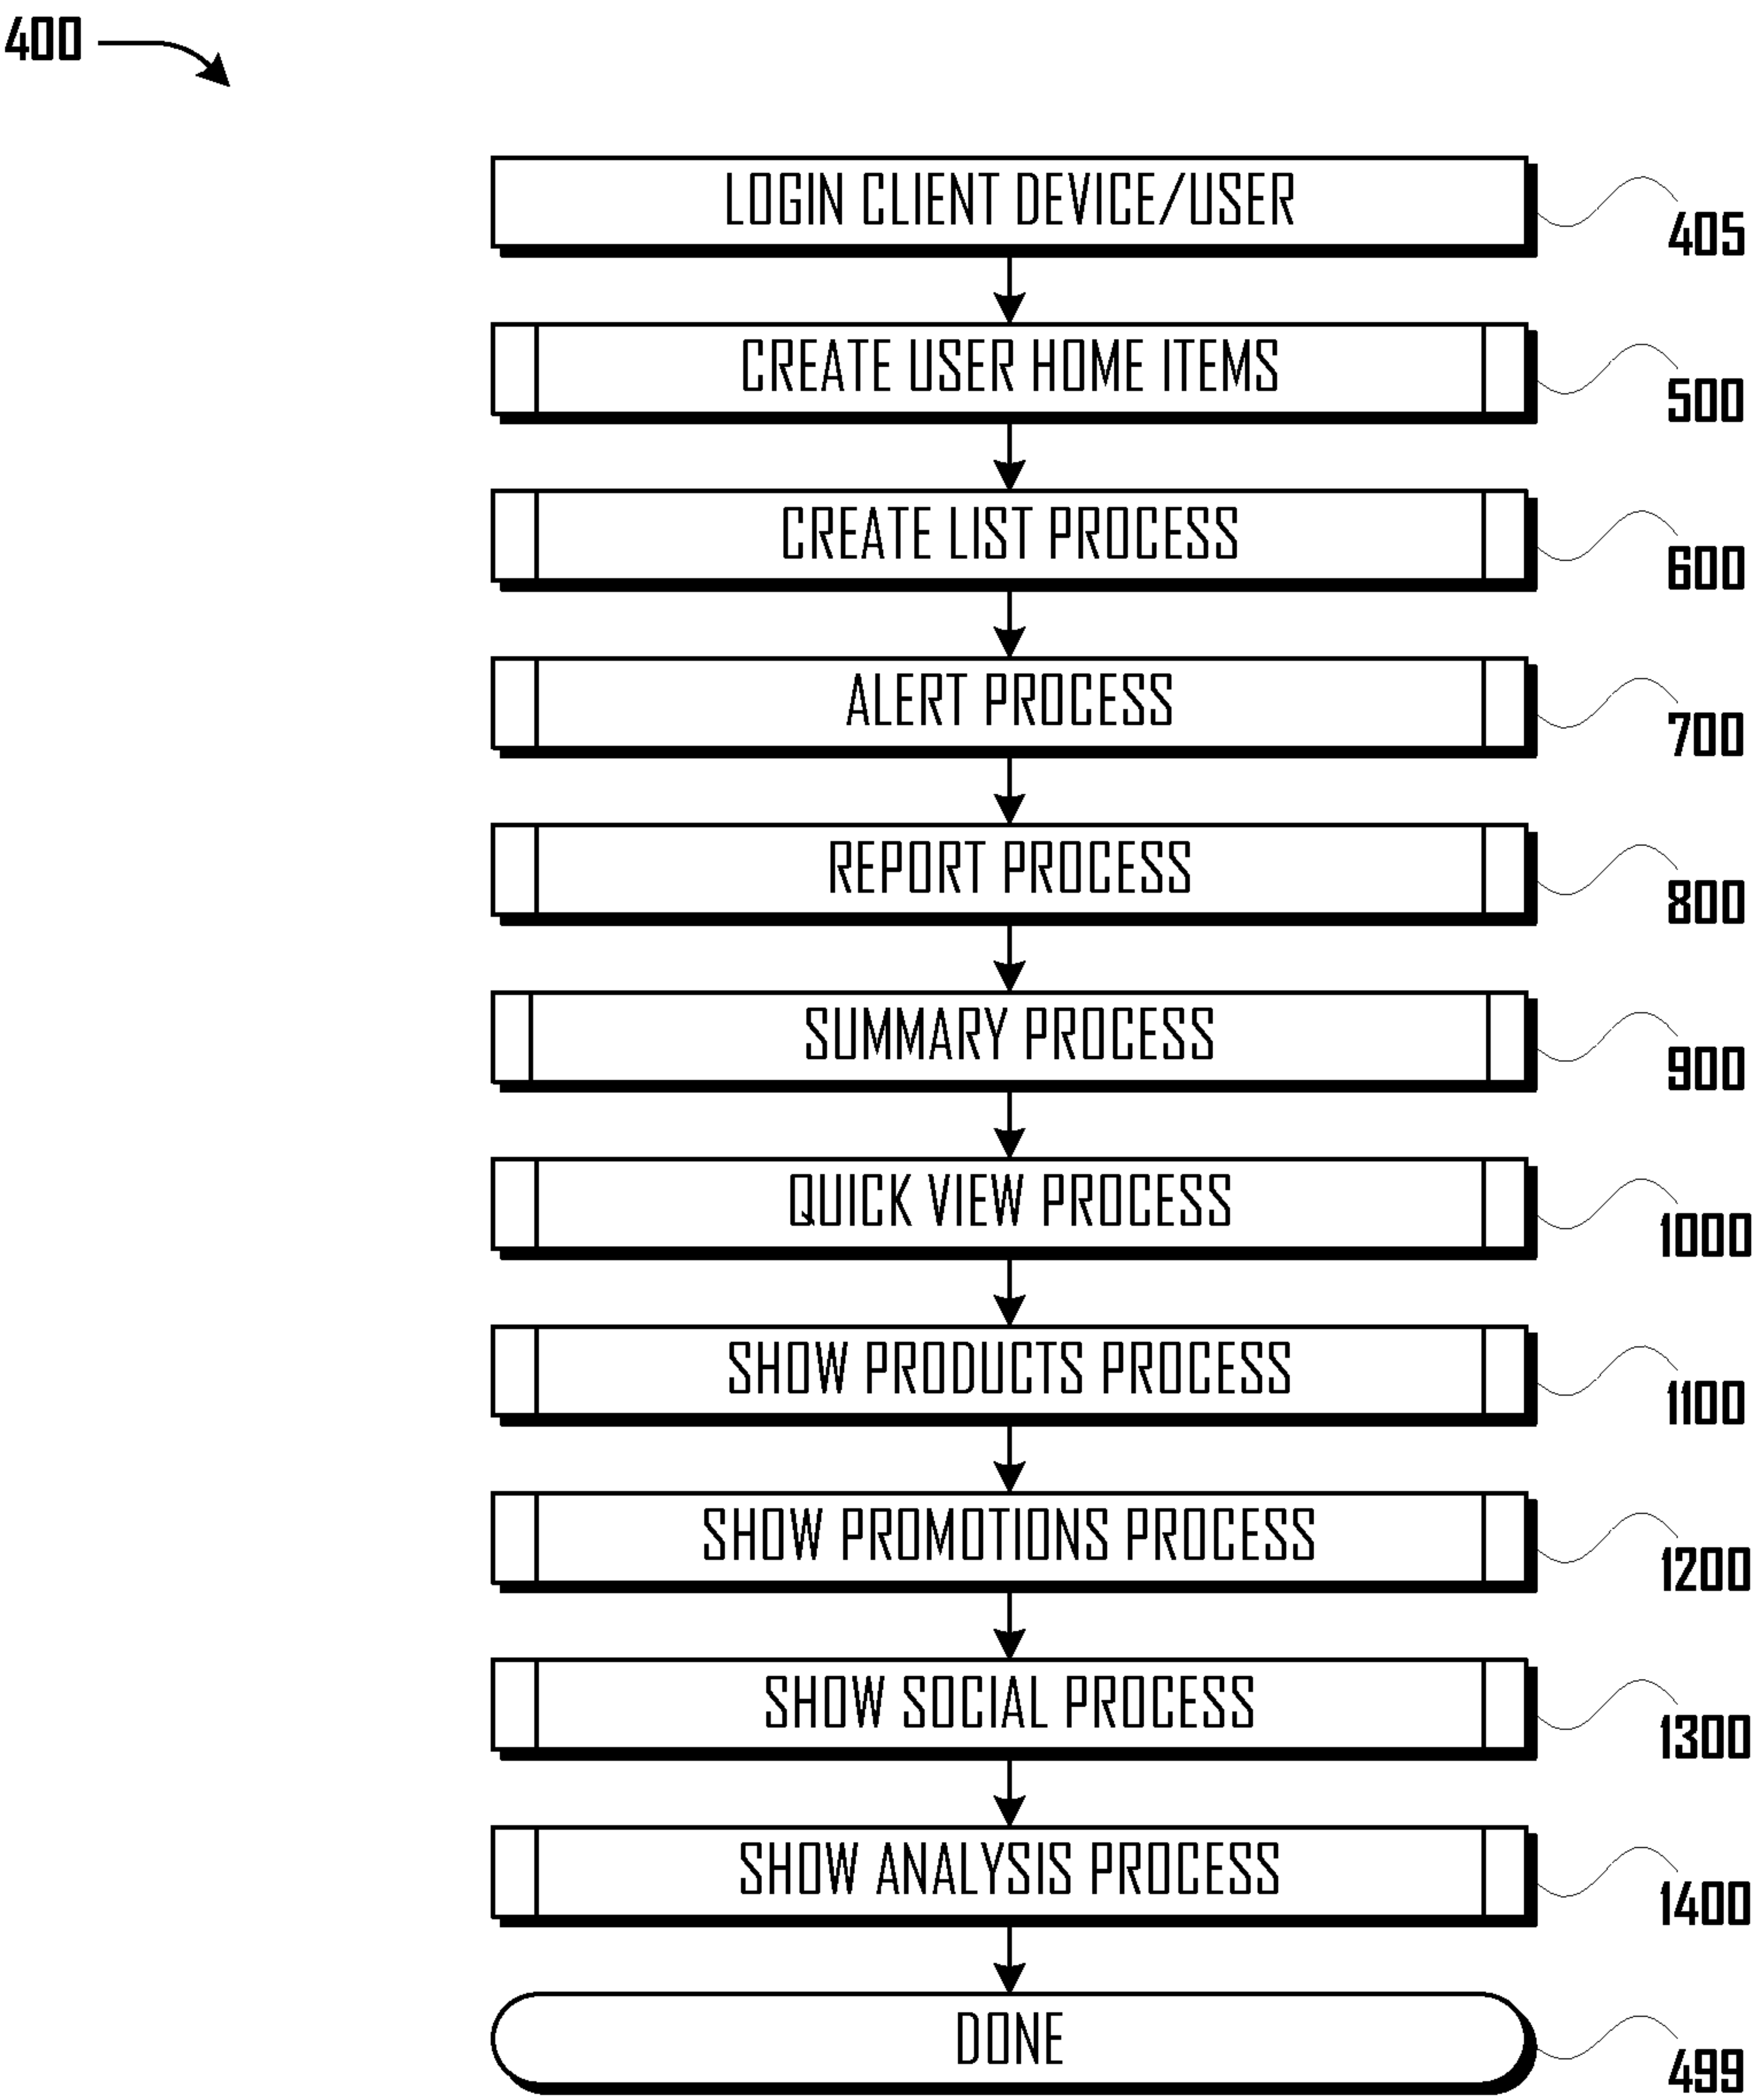 400
LOGIN CLIENT DEVICE/USER
405
CREATE USER HOME ITEMS
500
CREATE LIST PROCESS
600
ALERT PROCESS
700
REPORT PROCESS
800
SUMMARY PROCESS
900
QUICK VIEW PROCESS
1000
SHOW PRODUCTS PROCESS
1100
SHOW PROMOTIONS PROCESS
1200
SHOW SOCIAL PROCESS
1300
SHOW ANALYSIS PROCESS
1400
DONE
499